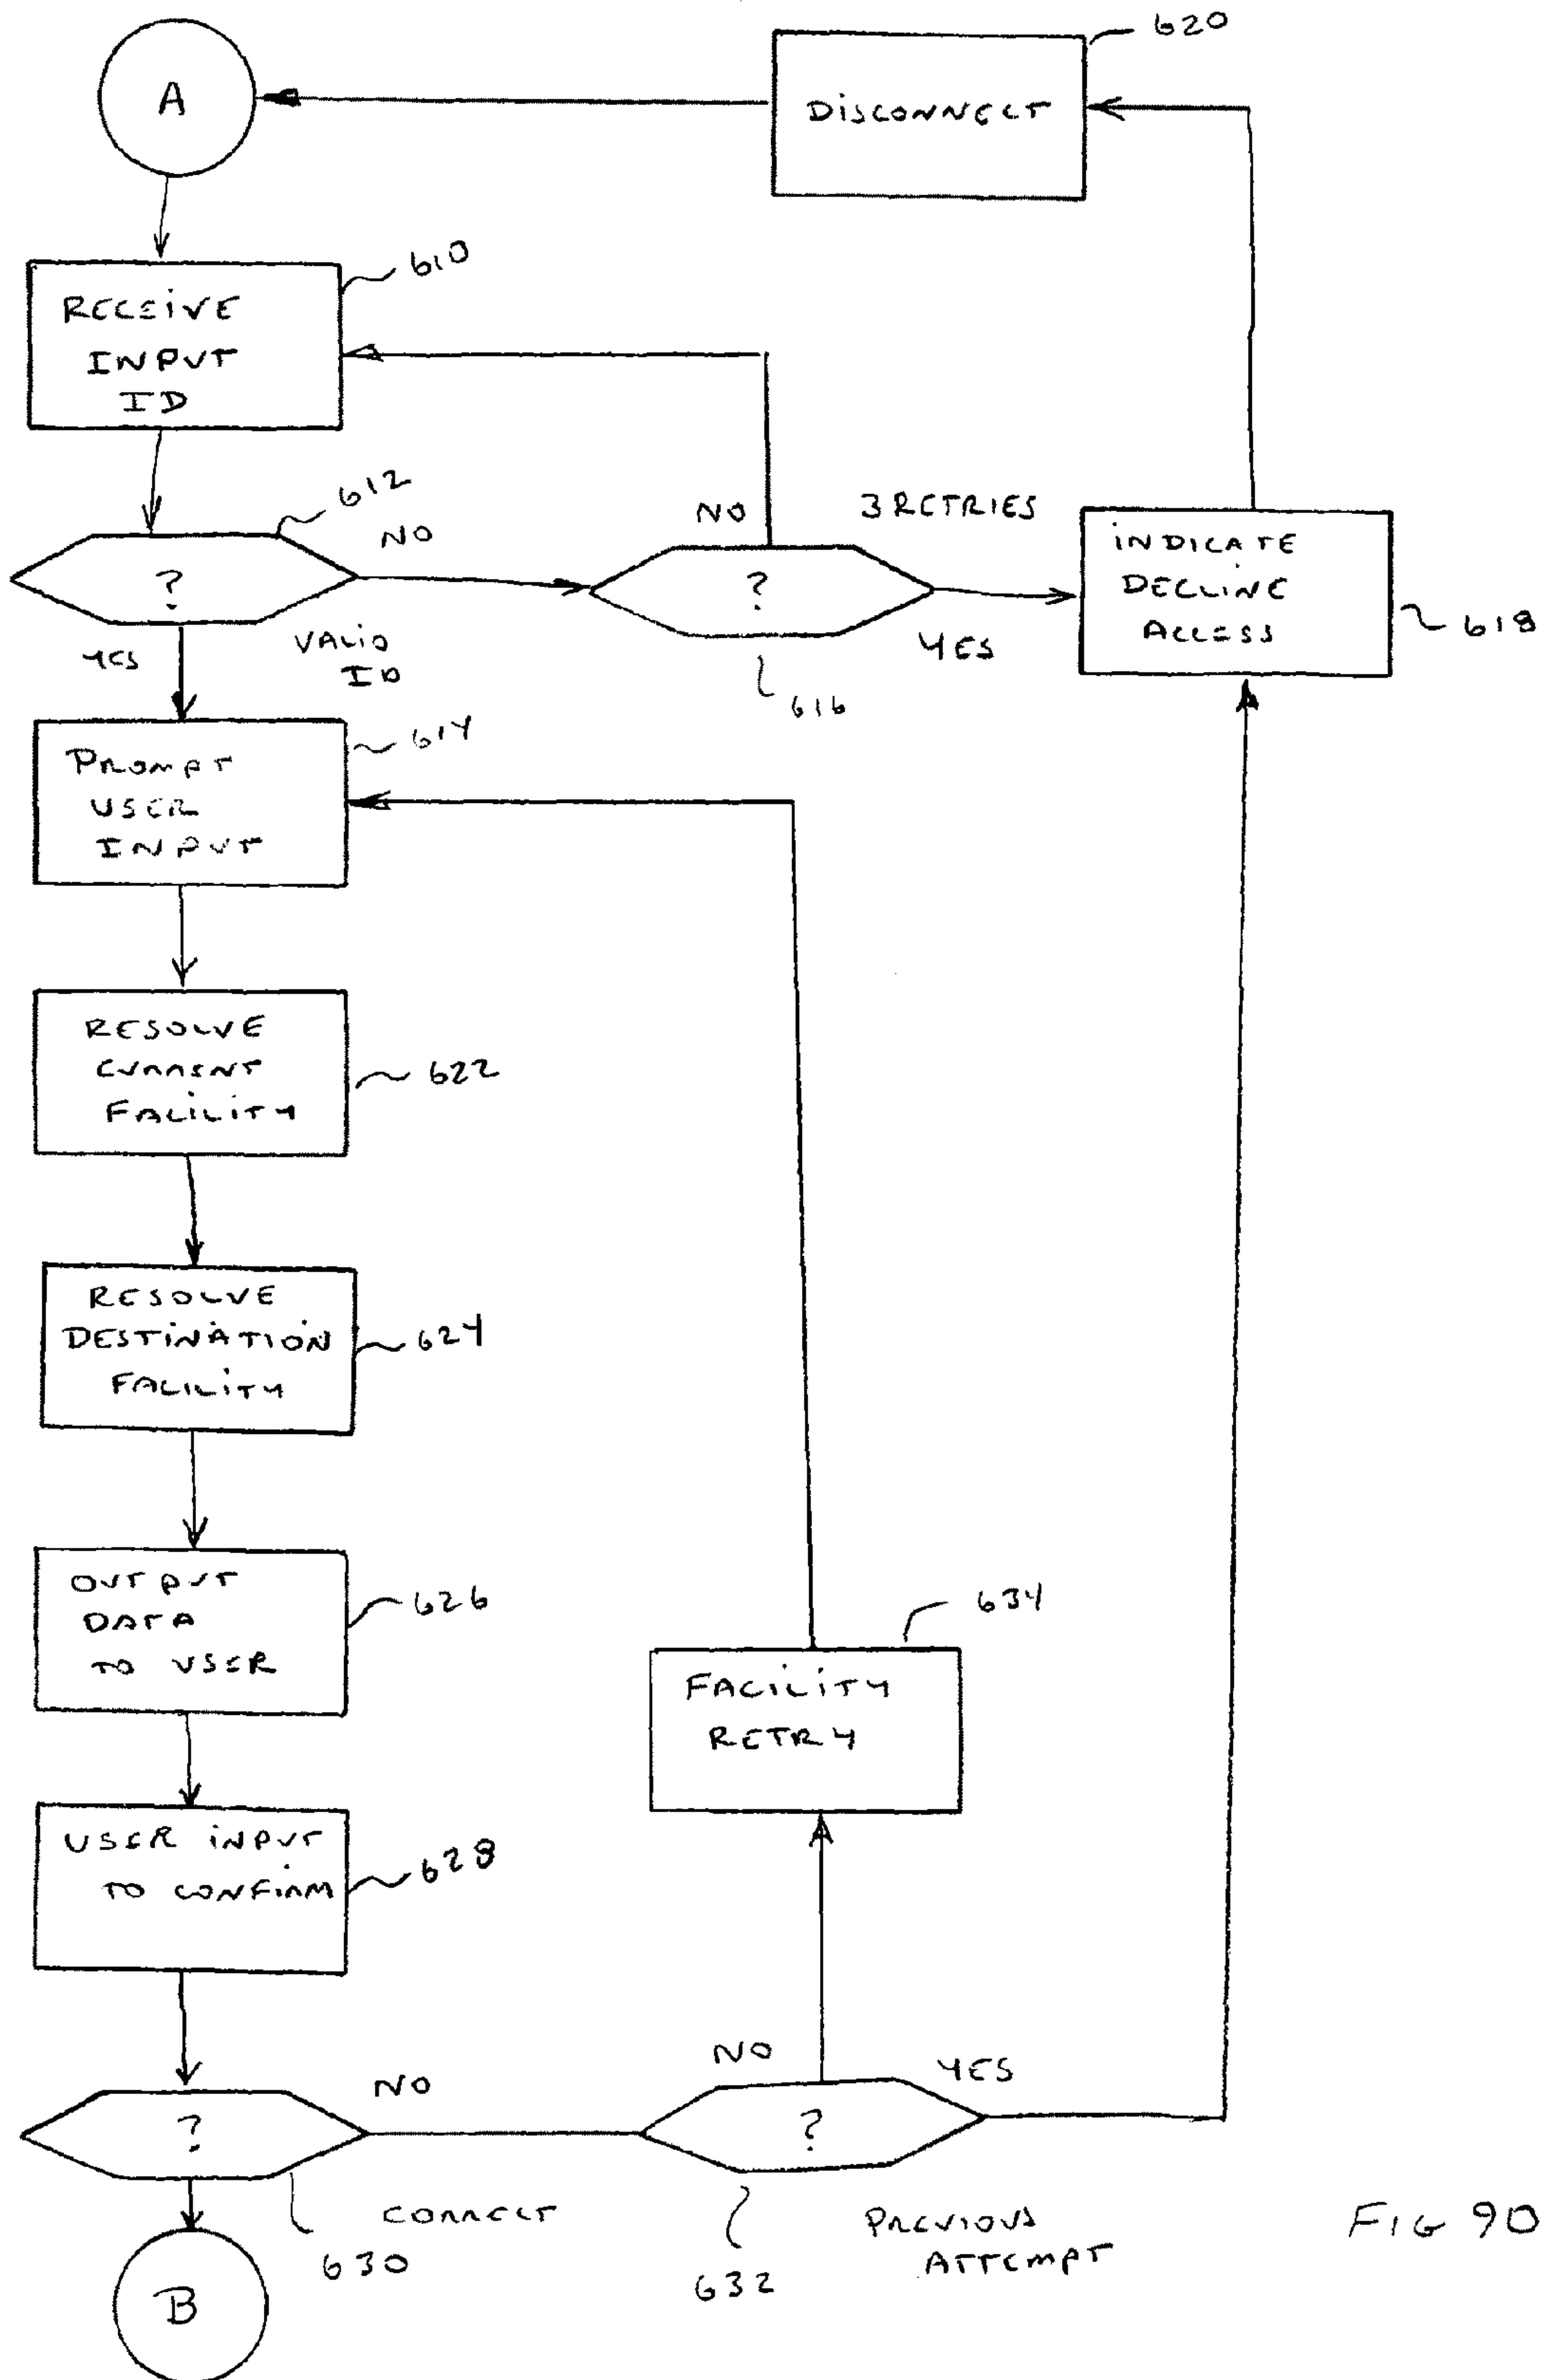 A
620
DISCONNECT
610
RECEIVE
INPUT
ID
612
NO
?
YES
VALID
ID
NO
3 RETRIES
?
YES
616
INDICATE
DECLINE
ACCESS
618
614
PROMPT
USER
INPUT
RESOLVE
CURRENT
FACILITY
622
RESOLVE
DESTINATION
FACILITY
624
OUTPUT
DATA
TO USER
626
634
FACILITY
RETRY
USER INPUT
TO CONFIRM
628
NO
?
CORRECT
630
NO
YES
?
632
PREVIOUS
ATTEMPT
B
FIG 90